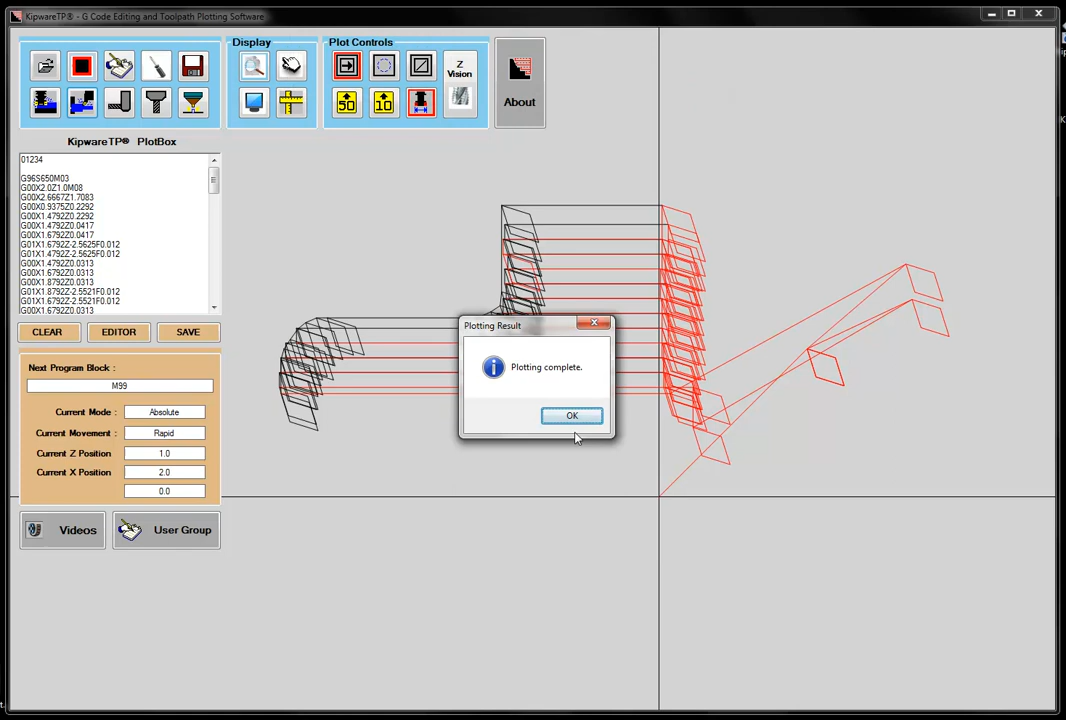 KipwareTP® - G Code Editing and Toolpath Plotting Software
Display
Plot Controls
Z
Vision
50
10
About
KipwareTP® PlotBox
O1234
G96S650M03
G00X2.0Z1.0M08
G00X2.6667Z1.7083
G00X0.9375Z0.2292
G00X1.4792Z0.2292
G00X1.4792Z0.0417
G00X1.6792Z0.0417
G01X1.6792Z-2.5625F0.012
G01X1.4792Z-2.5625F0.012
G00X1.4792Z0.0313
G00X1.8792Z0.0313
G01X1.8792Z-2.5521F0.012
G01X1.6792Z-2.5521F0.012
G00X1.6792Z0.0313
CLEAR
EDITOR
SAVE
Next Program Block :
M99
Current Mode :
Absolute
Current Movement :
Rapid
Current Z Position
1.0
Current X Position
2.0
0.0
Videos
User Group
Plotting Result
Plotting complete.
OK